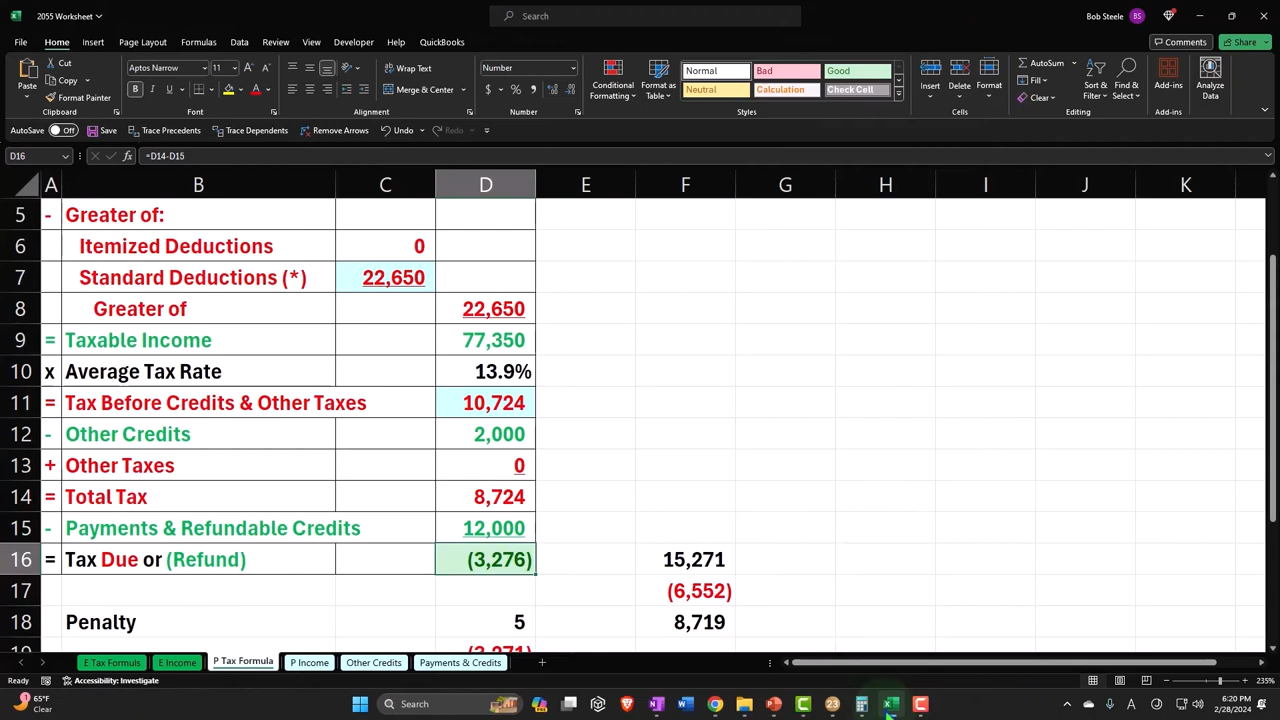 2055 Worksheet
Search
Bob Steele
BS
File
Home
Insert
Page Layout
Formulas
Data
Review
View
Developer
Help
QuickBooks
Comments
Share
Paste
Cut
Copy
Format Painter
Clipboard
Aptos Narrow
11
Font
Wrap Text
Merge & Center
Alignment
Number
Number
Conditional Formatting
Format as Table
Normal
Bad
Good
Neutral
Calculation
Check Cell
Styles
Insert
Delete
Format
Cells
AutoSum
Fill
Clear
Sort & Filter
Find & Select
Editing
Add-ins
Add-ins
Analyze Data
AutoSave Off
Save
Trace Precedents
Trace Dependents
Remove Arrows
Undo
Redo
D16
=D14-D15
A B C D E F G H I J K
5 - Greater of:
6 Itemized Deductions 0
7 Standard Deductions (*) 22,650
8 Greater of 22,650
9 = Taxable Income 77,350
10 x Average Tax Rate 13.9%
11 = Tax Before Credits & Other Taxes 10,724
12 - Other Credits 2,000
13 + Other Taxes 0
14 = Total Tax 8,724
15 - Payments & Refundable Credits 12,000
16 = Tax Due or (Refund) (3,276) 15,271
17 (6,552)
18 Penalty 5 8,719
19 (3,271)
E Tax Formuls
E Income
P Tax Formula
P Income
Other Credits
Payments & Credits
Ready
Accessibility: Investigate
235%
65°F
Clear
Search
23
6:20 PM
2/28/2024